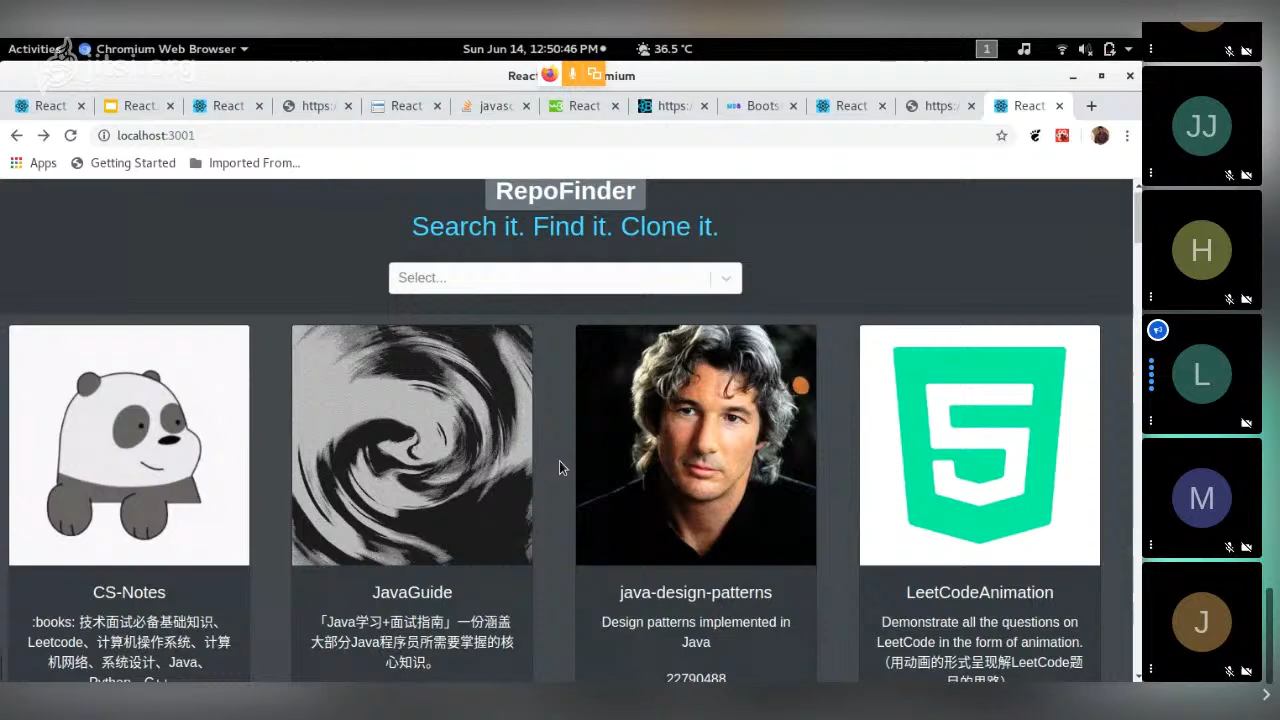 Activities
Chromium Web Browser
Sun Jun 14, 12:50:46 PM
36.5 °C
1
jitsi.org
React
mium
React
React
React
https:/
React
javasc
React
https:
Boots
React
https:/
React
localhost:3001
Apps
Getting Started
Imported From...
RepoFinder
Search it. Find it. Clone it.
Select...
CS-Notes
:books: 技术面试必备基础知识、
Leetcode、计算机操作系统、计算
机网络、系统设计、Java、
Python、C++
JavaGuide
「Java学习+面试指南」一份涵盖
大部分Java程序员所需要掌握的核
心知识。
java-design-patterns
Design patterns implemented in
Java
22790488
LeetCodeAnimation
Demonstrate all the questions on
LeetCode in the form of animation.
（用动画的形式呈现解LeetCode题
目的思路）
JJ
H
L
M
J